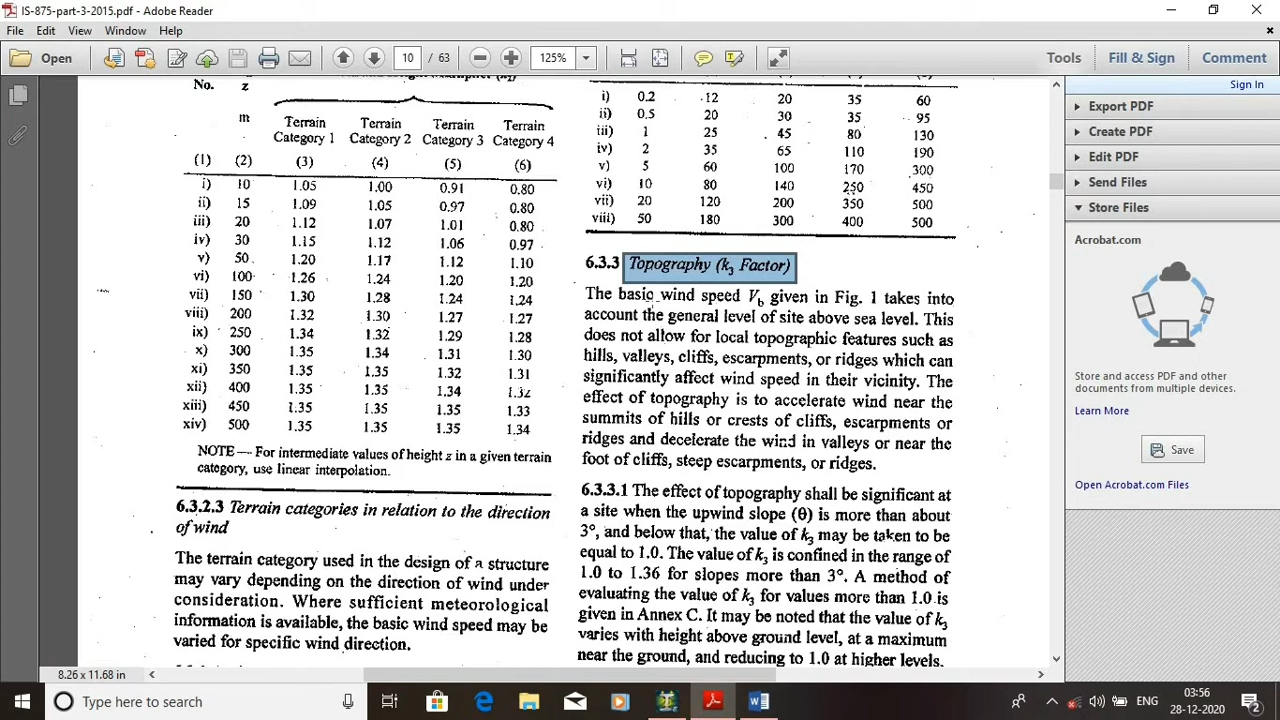 IS-875-part-3-2015.pdf - Adobe Reader
File Edit View Window Help
Open 10 / 63 125% Tools Fill & Sign Comment
Sign In
Export PDF
Create PDF
Edit PDF
Send Files
Store Files
Acrobat.com
Store and access PDF and other
documents from multiple devices.
Learn More
Save
Open Acrobat.com Files
No. z
m
Terrain Terrain Terrain Terrain
Category 1 Category 2 Category 3 Category 4
(1) (2) (3) (4) (5) (6)
i) 10 1.05 1.00 0.91 0.80
ii) 15 1.09 1.05 0.97 0.80
iii) 20 1.12 1.07 1.01 0.80
iv) 30 1.15 1.12 1.06 0.97
v) 50 1.20 1.17 1.12 1.10
vi) 100 1.26 1.24 1.20 1.20
vii) 150 1.30 1.28 1.24 1.24
viii) 200 1.32 1.30 1.27 1.27
ix) 250 1.34 1.32 1.29 1.28
x) 300 1.35 1.34 1.31 1.30
xi) 350 1.35 1.35 1.32 1.31
xii) 400 1.35 1.35 1.34 1.32
xiii) 450 1.35 1.35 1.35 1.33
xiv) 500 1.35 1.35 1.35 1.34
NOTE — For intermediate values of height z in a given terrain
category, use linear interpolation.
6.3.2.3 Terrain categories in relation to the direction
of wind
The terrain category used in the design of a structure
may vary depending on the direction of wind under
consideration. Where sufficient meteorological
information is available, the basic wind speed may be
varied for specific wind direction.
i) 0.2 12 20 35 60
ii) 0.5 20 30 35 95
iii) 1 25 45 80 130
iv) 2 35 65 110 190
v) 5 60 100 170 300
vi) 10 80 140 250 450
vii) 20 120 200 350 500
viii) 50 180 300 400 500
6.3.3 Topography (k3 Factor)
The basic wind speed Vb given in Fig. 1 takes into
account the general level of site above sea level. This
does not allow for local topographic features such as
hills, valleys, cliffs, escarpments, or ridges which can
significantly affect wind speed in their vicinity. The
effect of topography is to accelerate wind near the
summits of hills or crests of cliffs, escarpments or
ridges and decelerate the wind in valleys or near the
foot of cliffs, steep escarpments, or ridges.
6.3.3.1 The effect of topography shall be significant at
a site when the upwind slope (θ) is more than about
3°, and below that, the value of k3 may be taken to be
equal to 1.0. The value of k3 is confined in the range of
1.0 to 1.36 for slopes more than 3°. A method of
evaluating the value of k3 for values more than 1.0 is
given in Annex C. It may be noted that the value of k3
varies with height above ground level, at a maximum
near the ground, and reducing to 1.0 at higher levels.
8.26 x 11.68 in
Type here to search
ENG
03:56
28-12-2020
2